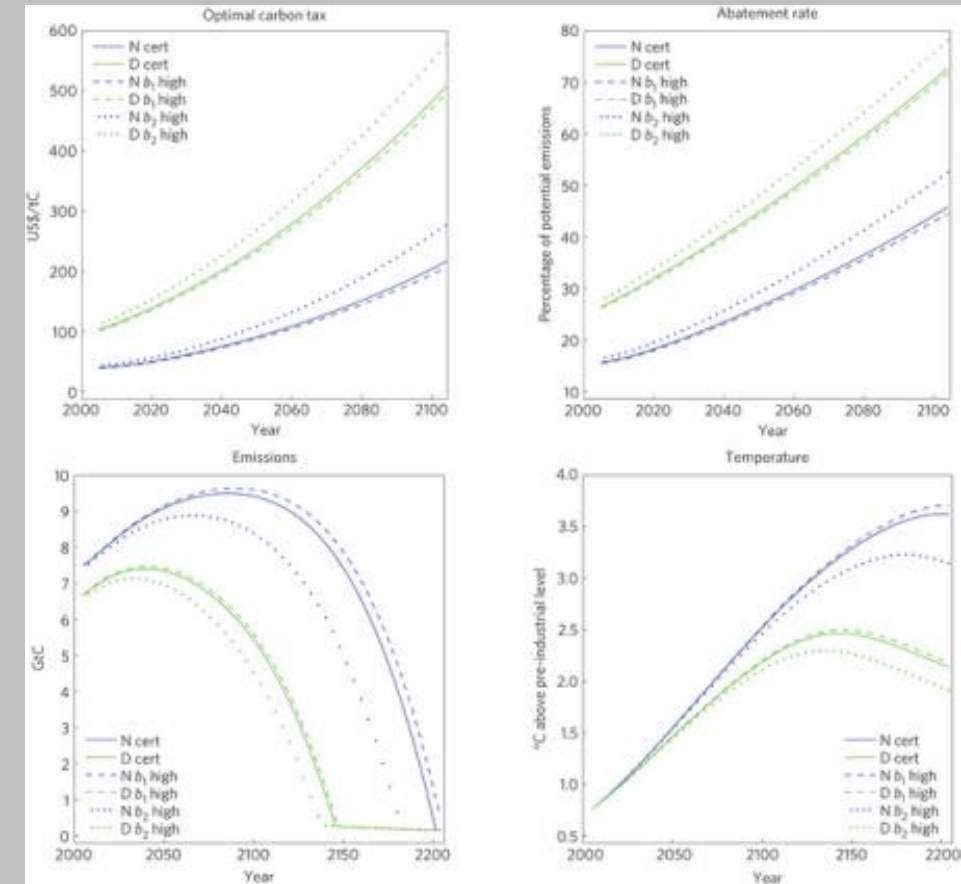 Optimal carbon tax
600
500
400
300
200
100
0
US$/tC
N cert
D cert
N b₁ high
D b₁ high
N b₂ high
D b₂ high
2000 2020 2040 2060 2080 2100
Year
Abatement rate
80
70
60
50
40
30
20
10
Percentage of potential emissions
N cert
D cert
N b₁ high
D b₁ high
N b₂ high
D b₂ high
2000 2020 2040 2060 2080 2100
Year
Emissions
10
9
8
7
6
5
4
3
2
1
0
GtC
N cert
D cert
N b₁ high
D b₁ high
N b₂ high
D b₂ high
2000 2050 2100 2150 2200
Year
Temperature
4.0
3.5
3.0
2.5
2.0
1.5
1.0
0.5
°C above pre-industrial level
N cert
D cert
N b₁ high
D b₁ high
N b₂ high
D b₂ high
2000 2050 2100 2150 2200
Year